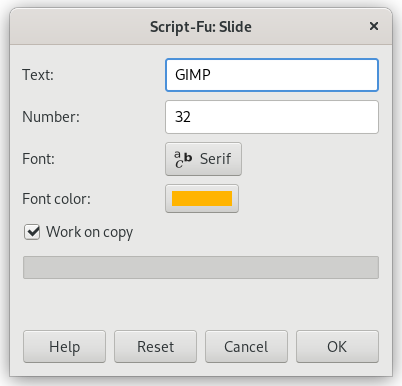 Script-Fu: Slide
Text: GIMP
Number: 32
Font: Serif
Font color:
Work on copy
Help Reset Cancel OK